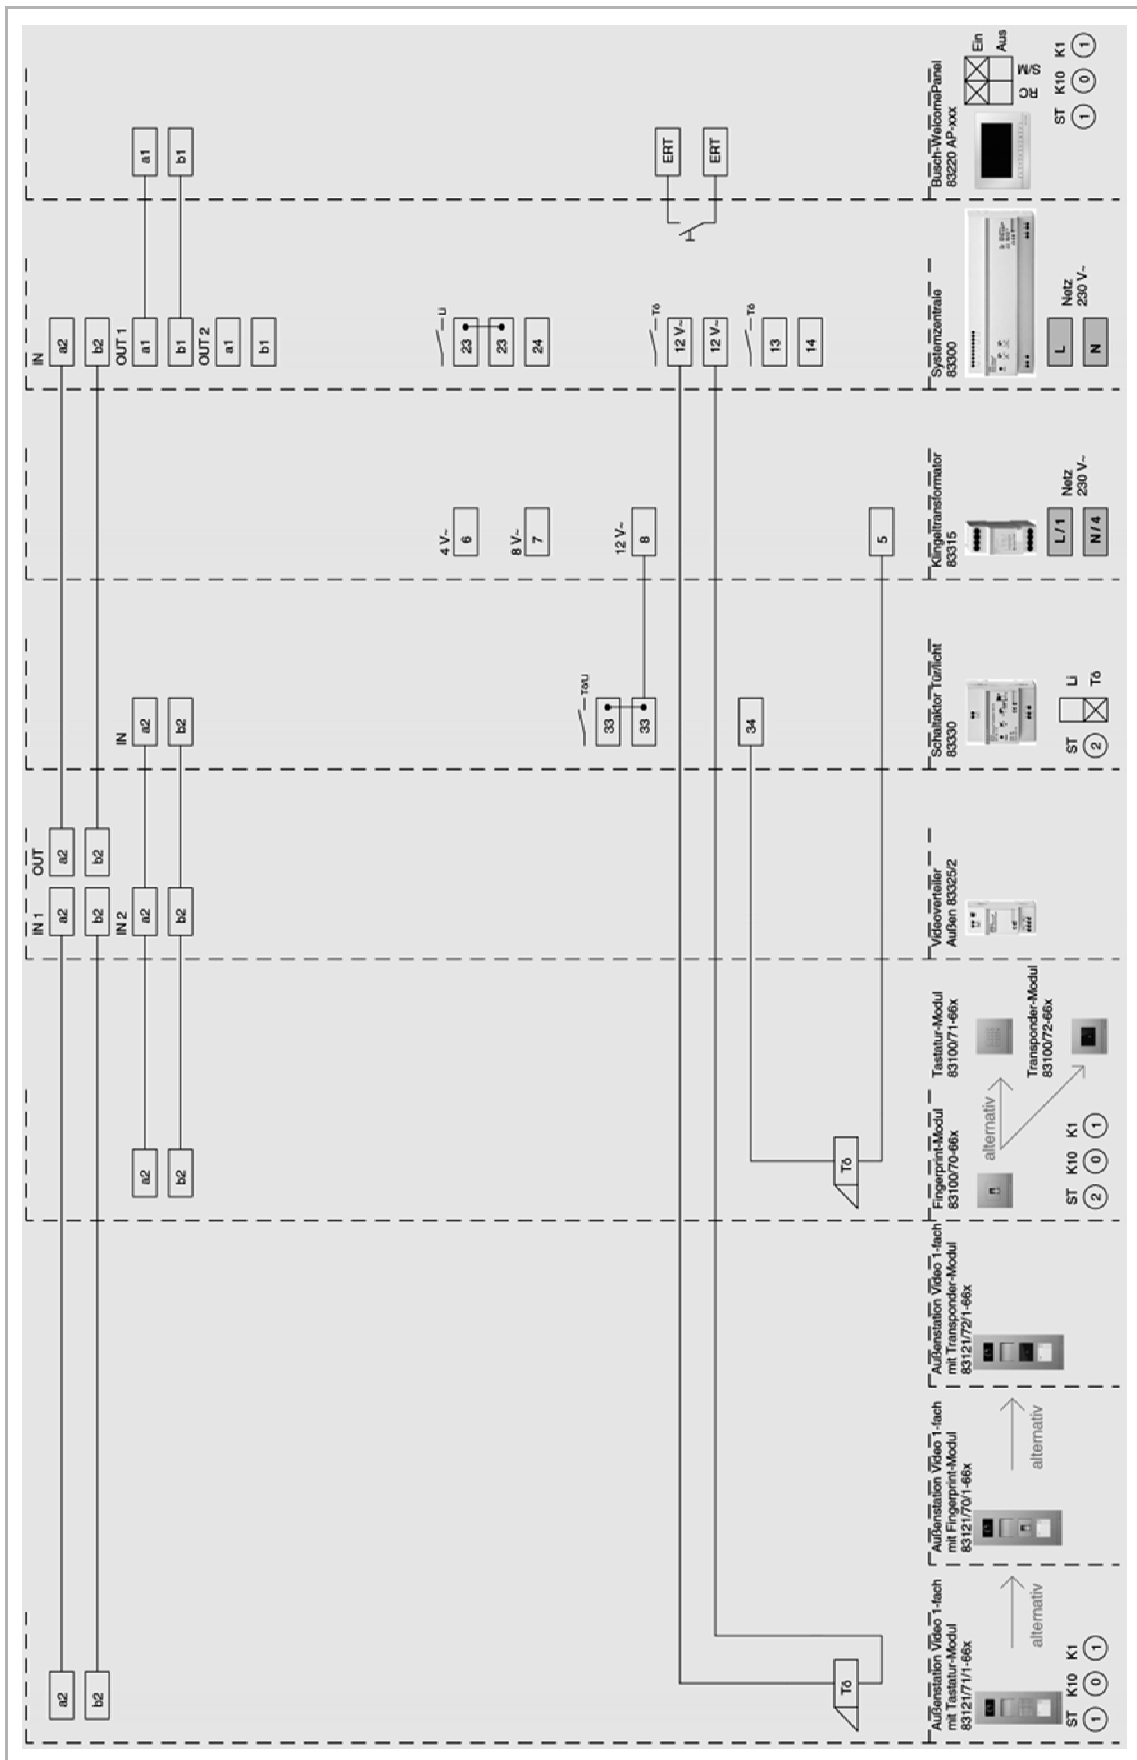 IN 1
OUT
IN
a2
a2
a2
a2
b2
b2
b2
b2
IN 2
IN
OUT 1
a2
a2
a2
a1
a1
b2
b2
b2
b1
b1
OUT 2
a1
b1
4 V~
Li
6
23
23
8 V~
7
24
Tö/Li
33
12 V~
33
8
Tö
12 V~
ERT
12 V~
ERT
34
Tö
13
14
Tö
Tö
5
Außenstation Video 1-fach
mit Tastatur-Modul
83121/71/1-66x
alternativ
ST K10 K1
1 0 1
Außenstation Video 1-fach
mit Fingerprint-Modul
83121/70/1-66x
alternativ
Außenstation Video 1-fach
mit Transponder-Modul
83121/72/1-66x
Fingerprint-Modul
83100/70-66x
alternativ
ST K10 K1
2 0 1
Tastatur-Modul
83100/71-66x
Transponder-Modul
83100/72-66x
Videoverteiler
Außen 83325/2
Schaltaktor Tür/licht
83330
ST
2
Li
Tö
Klingeltransformator
83315
L / 1
N / 4
Netz
230 V~
Systemzentrale
83300
L
N
Netz
230 V~
Busch-WelcomePanel
83220 AP-xxx
Ein
Aus
RC
M/S
ST K10 K1
1 0 1